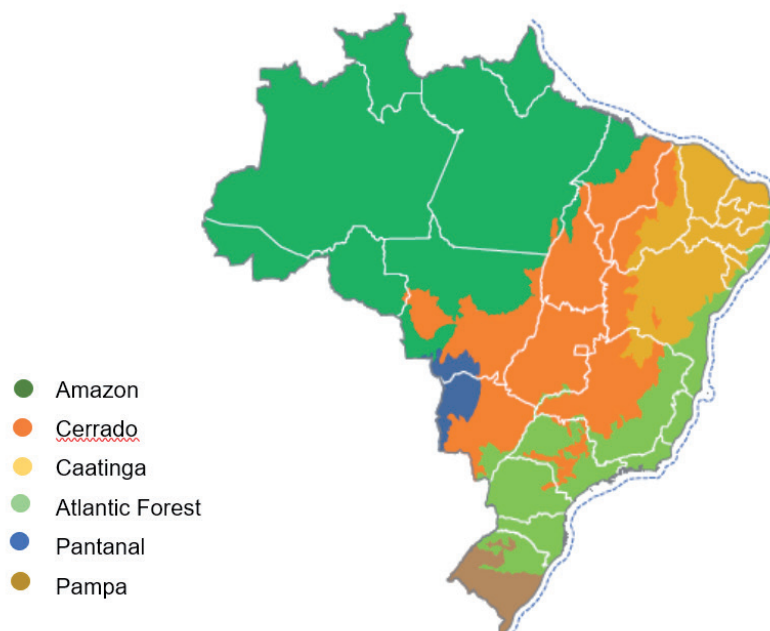 Amazon
Cerrado
Caatinga
Atlantic Forest
Pantanal
Pampa